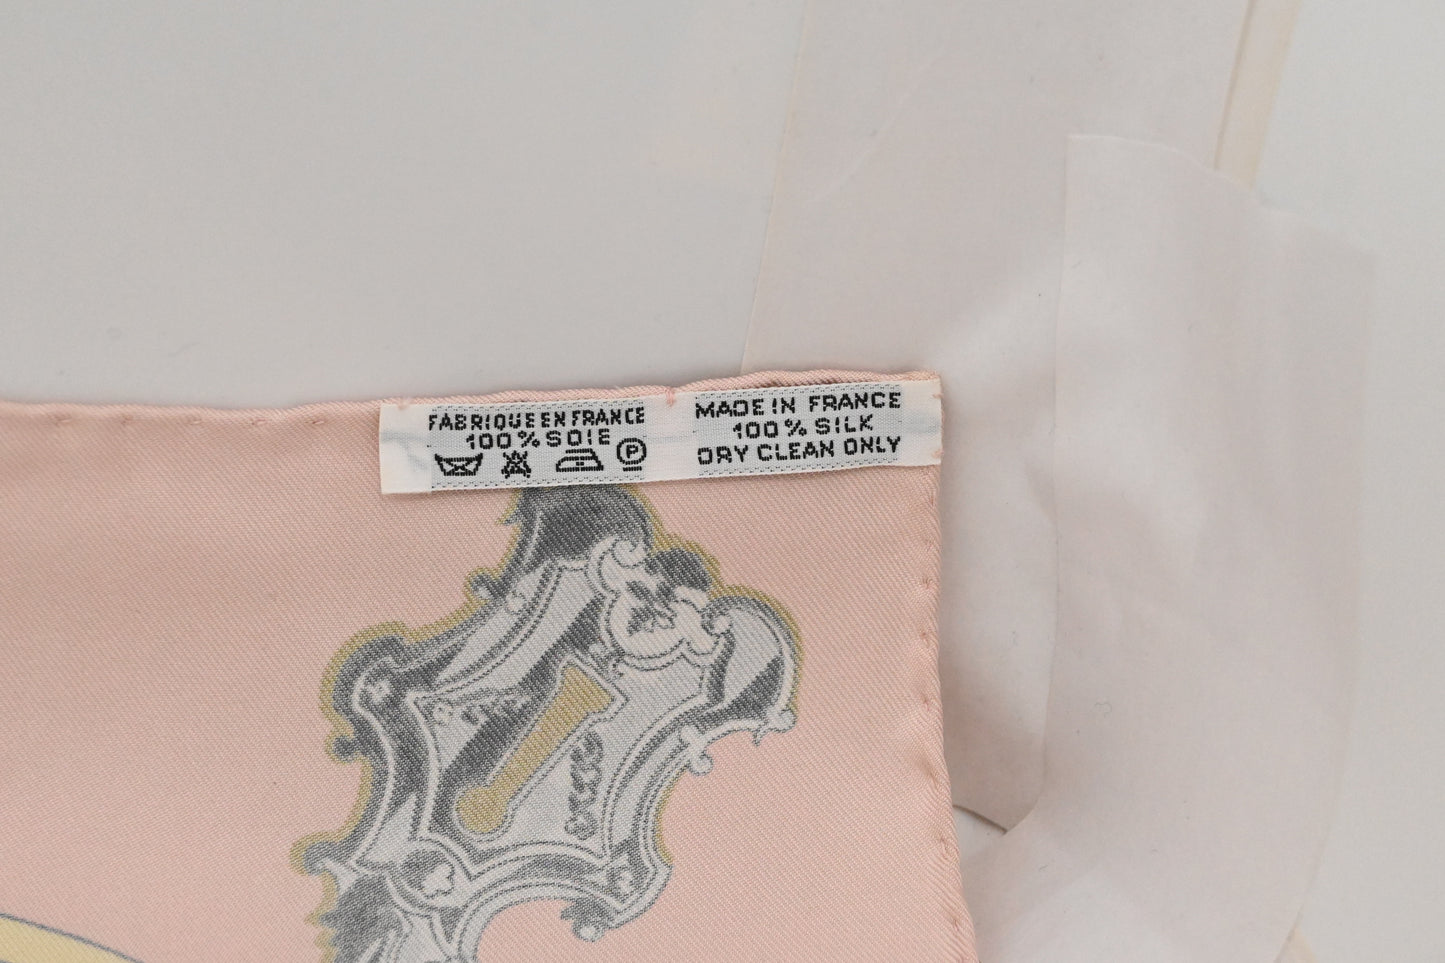 FABRIQUE EN FRANCE
100% SOIE
P
MADE IN FRANCE
100% SILK
DRY CLEAN ONLY